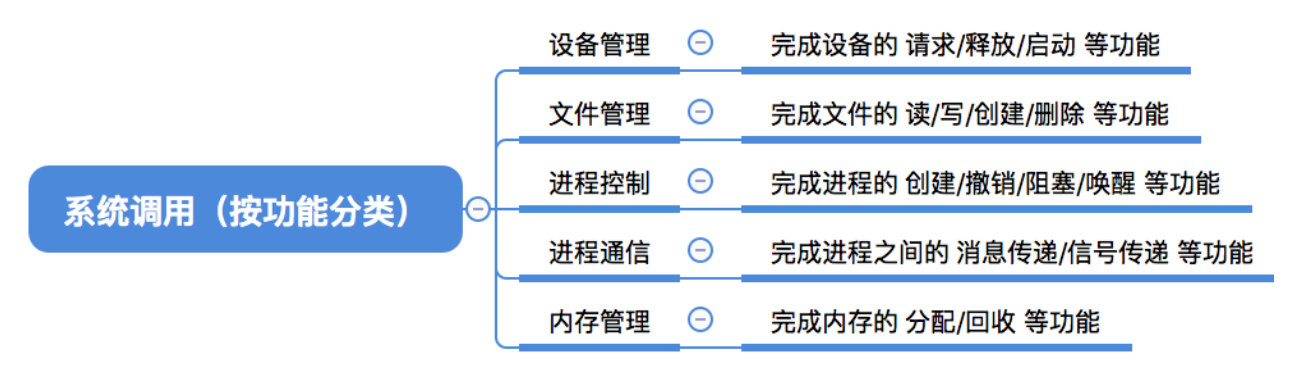 设备管理 完成设备的 请求/释放/启动 等功能
文件管理 完成文件的 读/写/创建/删除 等功能
进程控制 完成进程的 创建/撤销/阻塞/唤醒 等功能
系统调用（按功能分类）
进程通信 完成进程之间的 消息传递/信号传递 等功能
内存管理 完成内存的 分配/回收 等功能